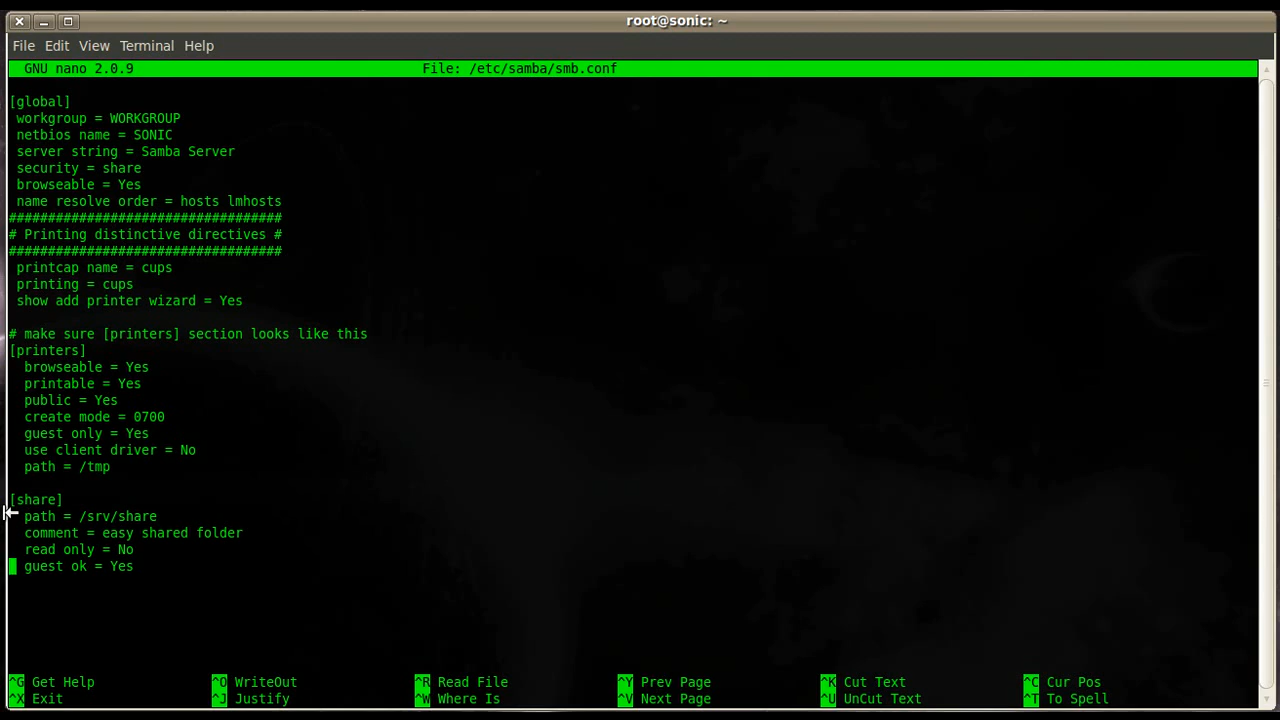 root@sonic: ~
File Edit View Terminal Help
GNU nano 2.0.9 File: /etc/samba/smb.conf
[global]
workgroup = WORKGROUP
netbios name = SONIC
server string = Samba Server
security = share
browseable = Yes
name resolve order = hosts lmhosts
###################################
# Printing distinctive directives #
###################################
printcap name = cups
printing = cups
show add printer wizard = Yes
# make sure [printers] section looks like this
[printers]
browseable = Yes
printable = Yes
public = Yes
create mode = 0700
guest only = Yes
use client driver = No
path = /tmp
[share]
path = /srv/share
comment = easy shared folder
read only = No
guest ok = Yes
^G Get Help ^O WriteOut ^R Read File ^Y Prev Page ^K Cut Text ^C Cur Pos
^X Exit ^J Justify ^W Where Is ^V Next Page ^U UnCut Text ^T To Spell